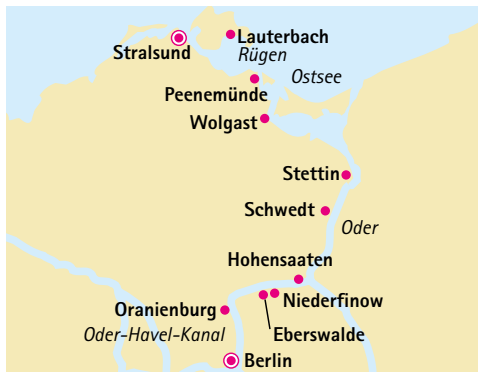 Lauterbach
Stralsund
Rügen
Ostsee
Peenemünde
Wolgast
Stettin
Schwedt
Oder
Hohensaaten
Niederfinow
Oranienburg
Oder-Havel-Kanal
Eberswalde
Berlin